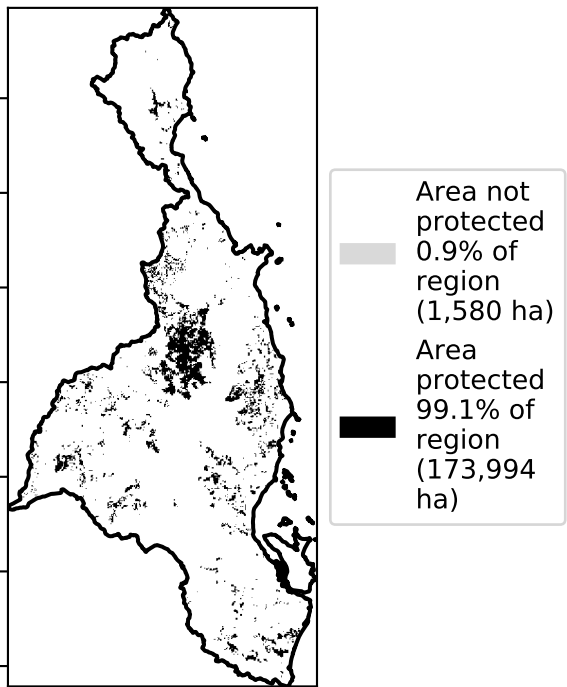 Area not
protected
0.9% of
region
(1,580 ha)
Area
protected
99.1% of
region
(173,994
ha)